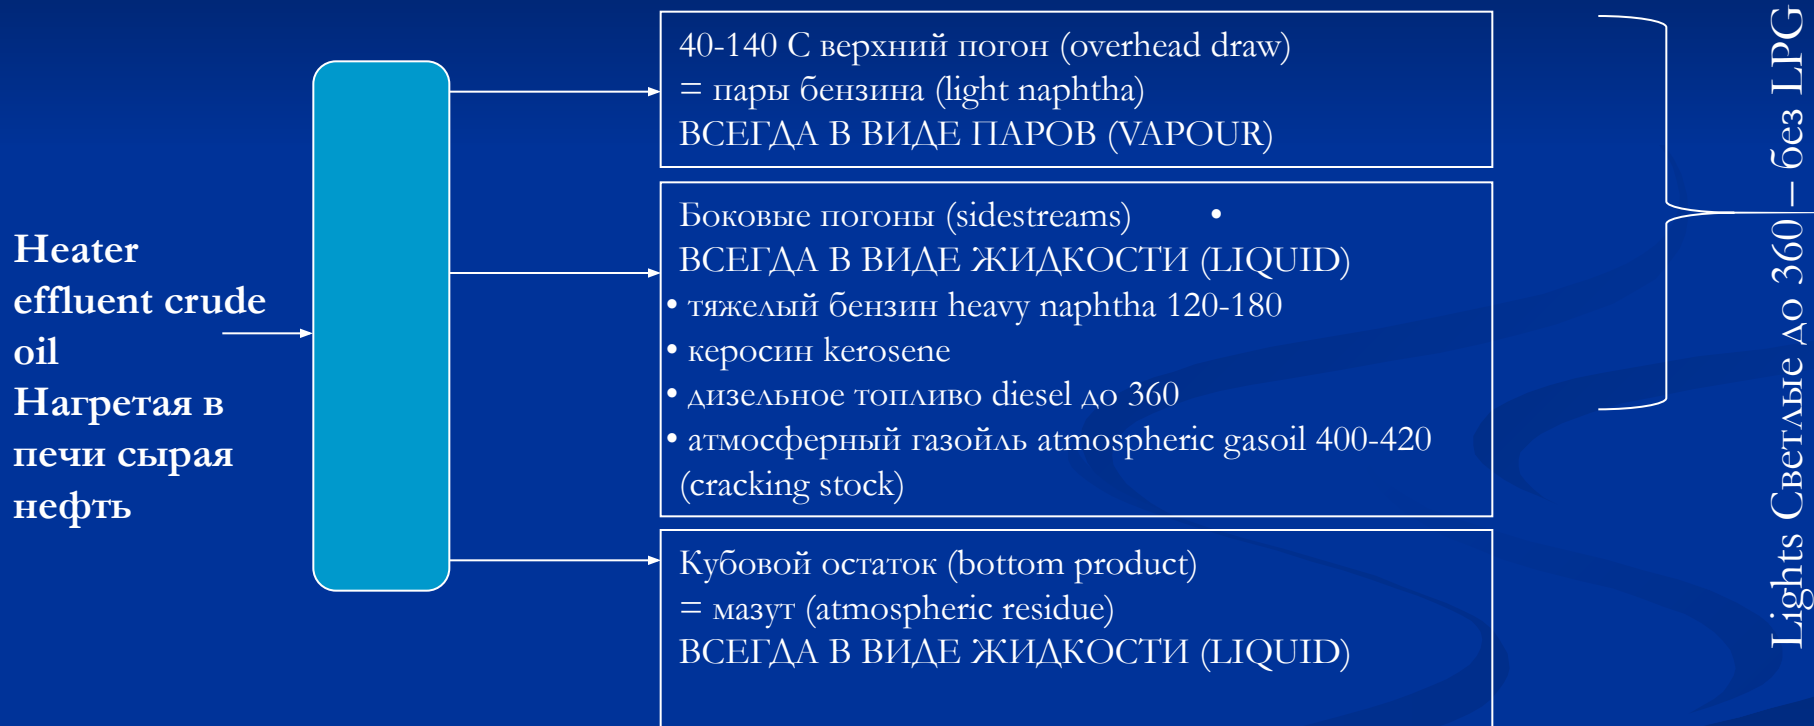 Heater
effluent crude
oil
Нагретая в
печи сырая
нефть
40-140 С верхний погон (overhead draw)
= пары бензина (light naphtha)
ВСЕГДА В ВИДЕ ПАРОВ (VAPOUR)
Боковые погоны (sidestreams) •
ВСЕГДА В ВИДЕ ЖИДКОСТИ (LIQUID)
• тяжелый бензин heavy naphtha 120-180
• керосин kerosene
• дизельное топливо diesel до 360
• атмосферный газойль atmospheric gasoil 400-420
(cracking stock)
Кубовой остаток (bottom product)
= мазут (atmospheric residue)
ВСЕГДА В ВИДЕ ЖИДКОСТИ (LIQUID)
Lights Светлые до 360 – без LPG